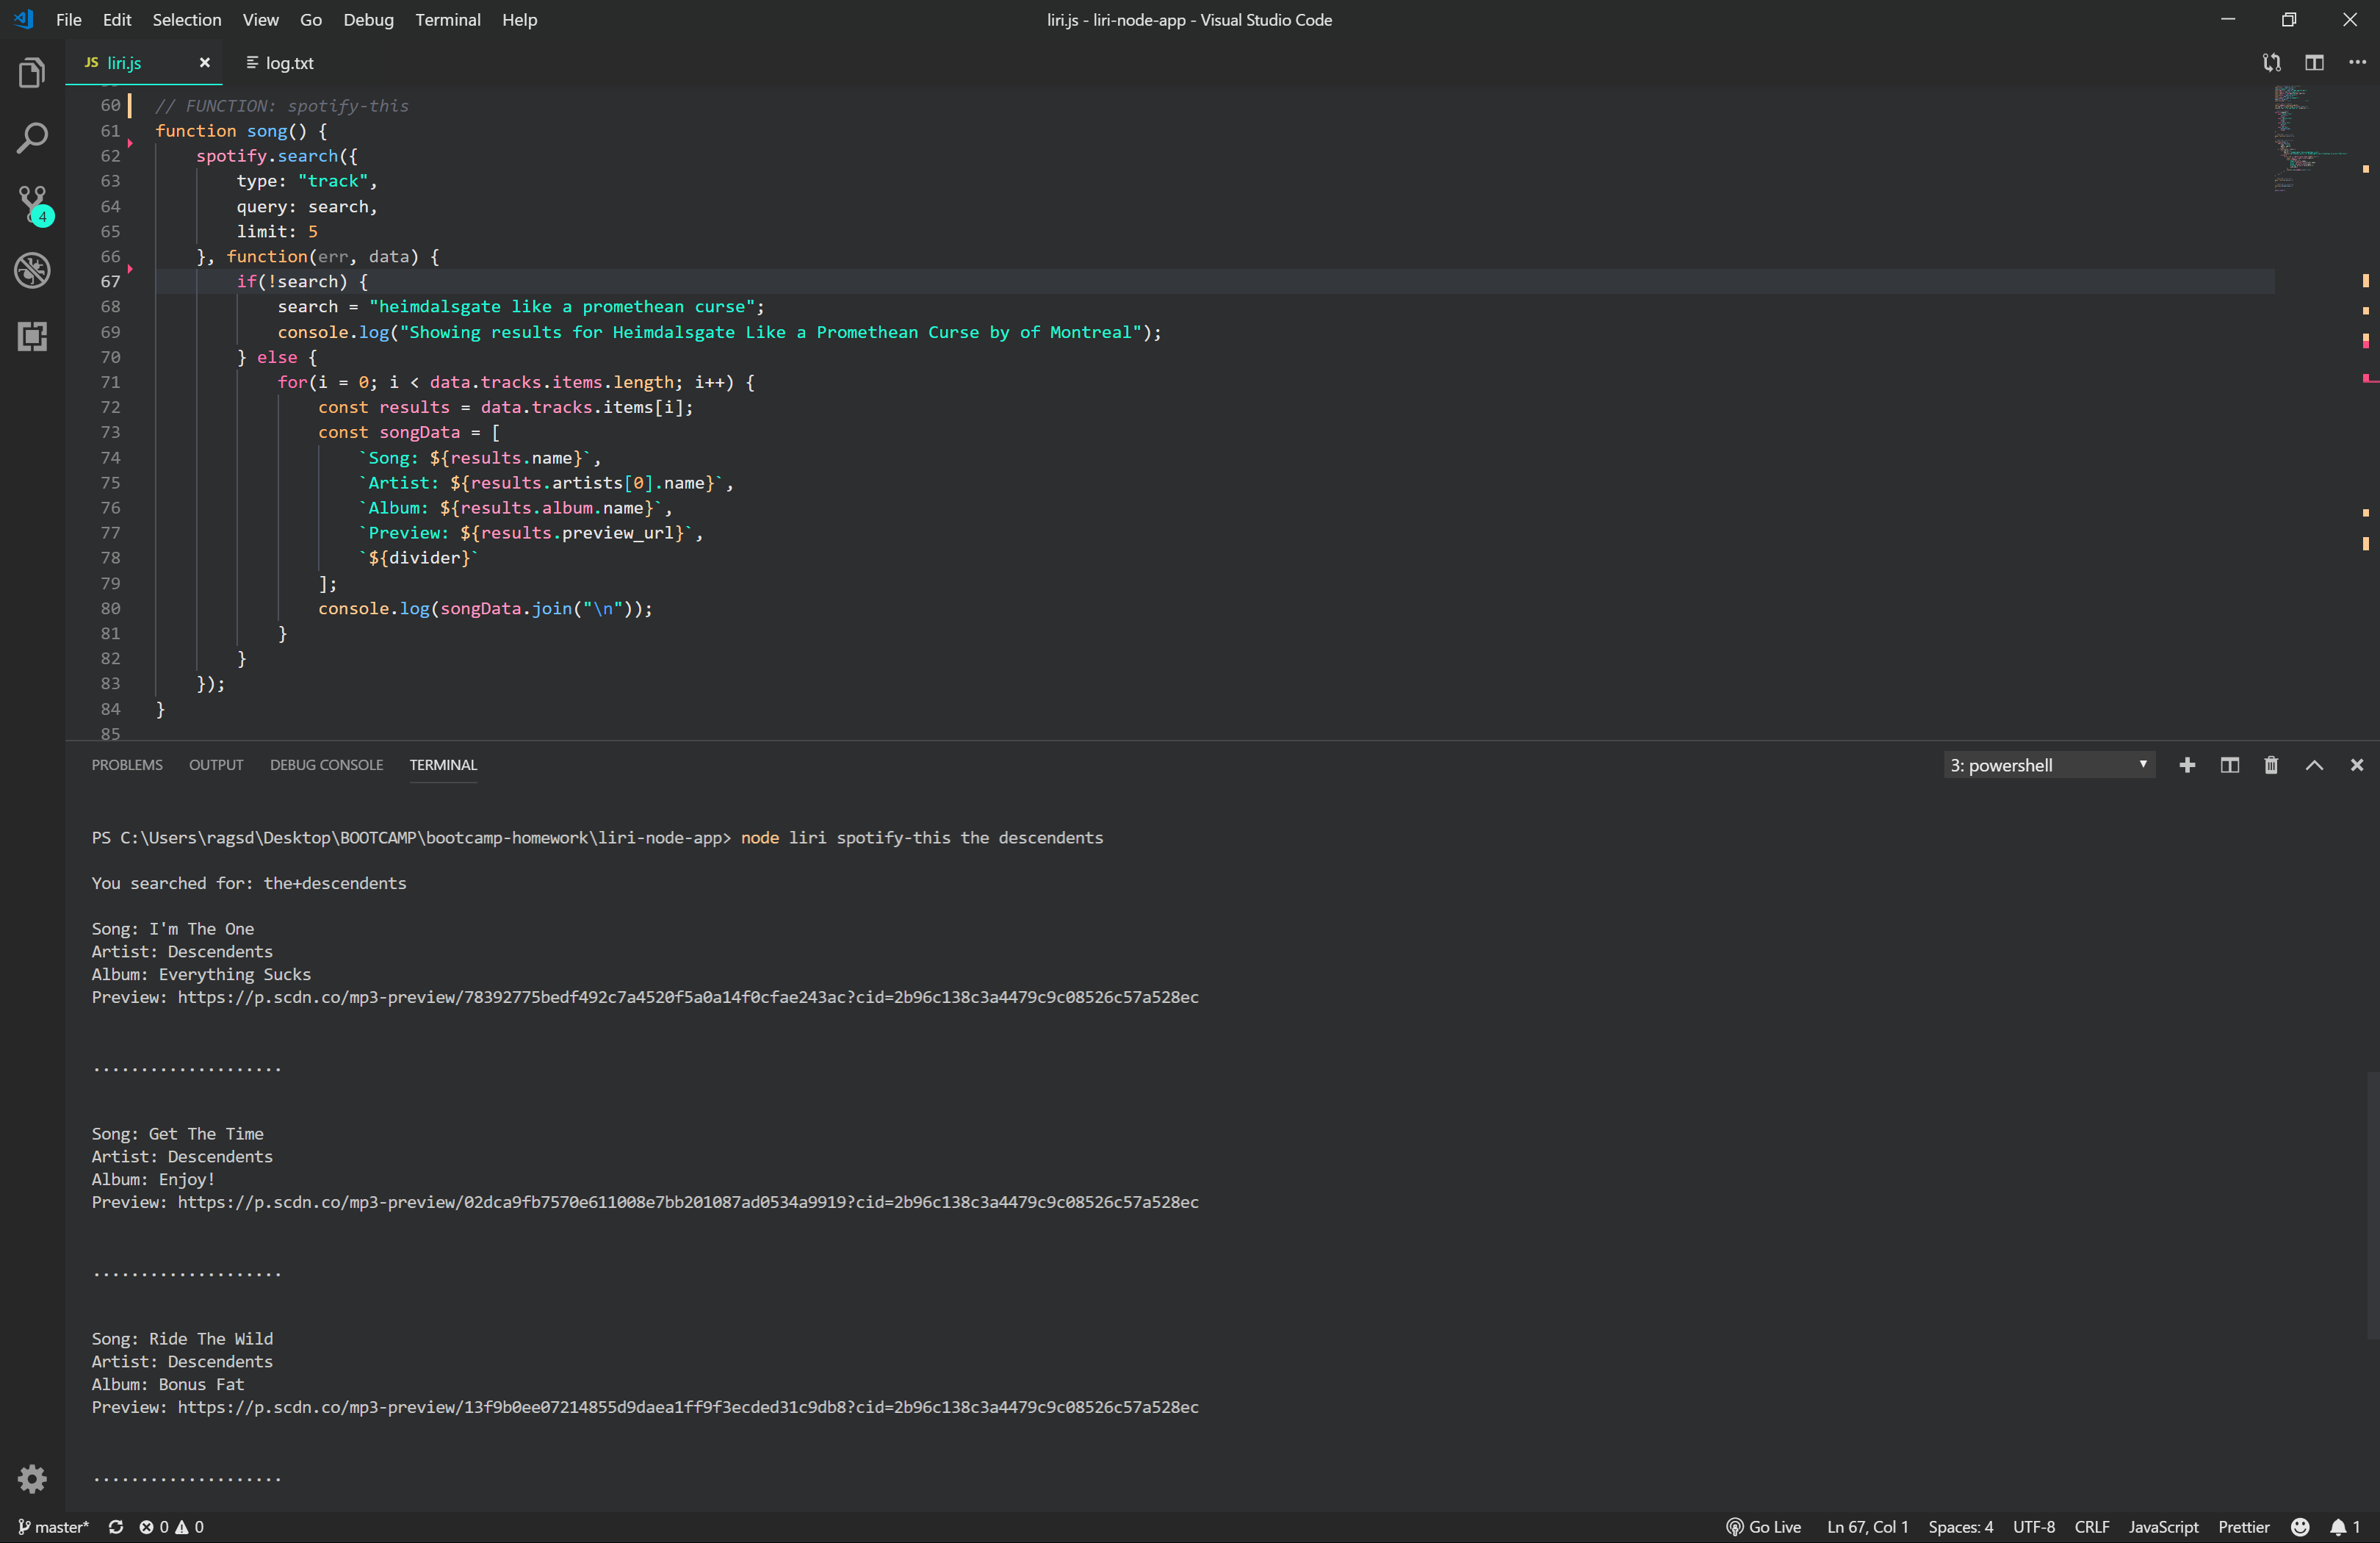 File Edit Selection View Go Debug Terminal Help
liri.js - liri-node-app - Visual Studio Code
JS liri.js
log.txt
60 // FUNCTION: spotify-this
61 function song() {
62 spotify.search({
63 type: "track",
64 query: search,
65 limit: 5
66 }, function(err, data) {
67 if(!search) {
68 search = "heimdalsgate like a promethean curse";
69 console.log("Showing results for Heimdalsgate Like a Promethean Curse by of Montreal");
70 } else {
71 for(i = 0; i < data.tracks.items.length; i++) {
72 const results = data.tracks.items[i];
73 const songData = [
74 `Song: ${results.name}`,
75 `Artist: ${results.artists[0].name}`,
76 `Album: ${results.album.name}`,
77 `Preview: ${results.preview_url}`,
78 `${divider}`
79 ];
80 console.log(songData.join("\n"));
81 }
82 }
83 });
84 }
85
4
PROBLEMS OUTPUT DEBUG CONSOLE TERMINAL
3: powershell
PS C:\Users\ragsd\Desktop\BOOTCAMP\bootcamp-homework\liri-node-app> node liri spotify-this the descendents
You searched for: the+descendents
Song: I'm The One
Artist: Descendents
Album: Everything Sucks
Preview: https://p.scdn.co/mp3-preview/78392775bedf492c7a4520f5a0a14f0cfae243ac?cid=2b96c138c3a4479c9c08526c57a528ec
....................
Song: Get The Time
Artist: Descendents
Album: Enjoy!
Preview: https://p.scdn.co/mp3-preview/02dca9fb7570e611008e7bb201087ad0534a9919?cid=2b96c138c3a4479c9c08526c57a528ec
....................
Song: Ride The Wild
Artist: Descendents
Album: Bonus Fat
Preview: https://p.scdn.co/mp3-preview/13f9b0ee07214855d9daea1ff9f3ecded31c9db8?cid=2b96c138c3a4479c9c08526c57a528ec
....................
master* 0 0
Go Live Ln 67, Col 1 Spaces: 4 UTF-8 CRLF JavaScript Prettier 1